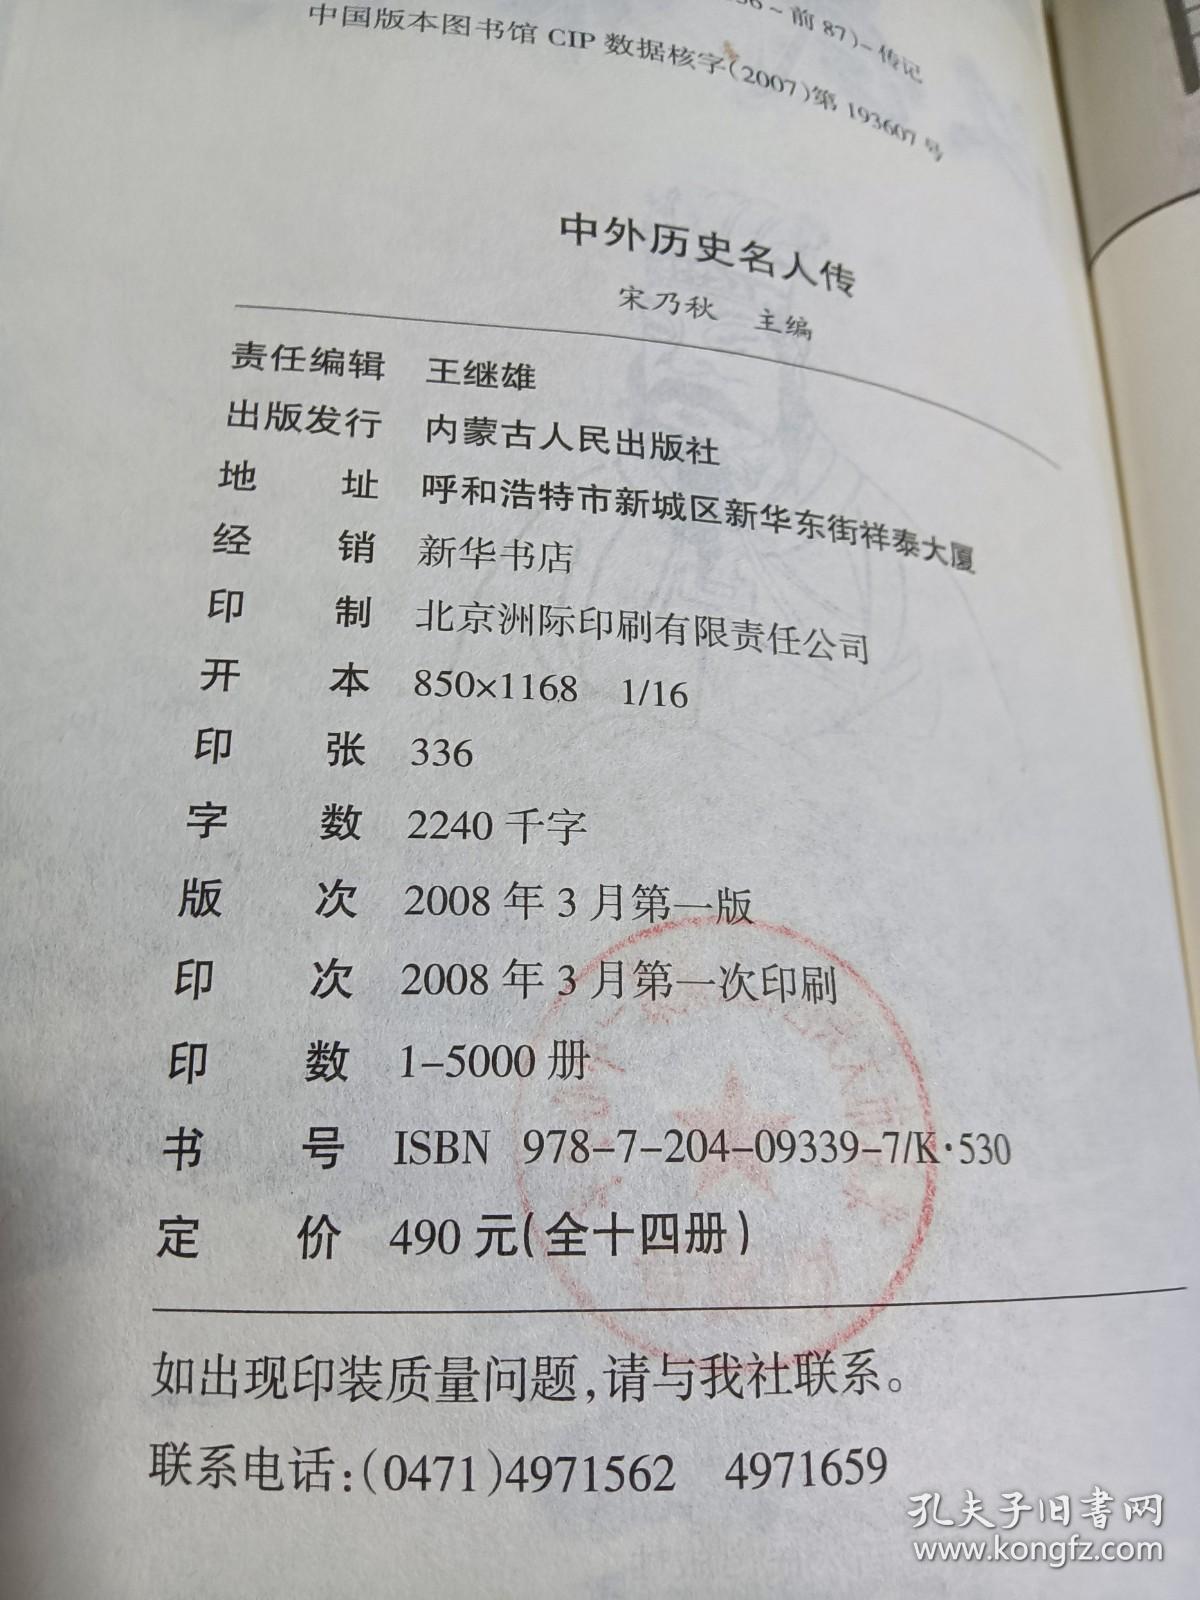 前 87)-传记
中国版本图书馆 CIP 数据核字(2007)第 193607 号
中外历史名人传
宋乃秋 主编
责任编辑 王继雄
出版发行 内蒙古人民出版社
地 址 呼和浩特市新城区新华东街祥泰大厦
经 销 新华书店
印 制 北京洲际印刷有限责任公司
开 本 850×1168 1/16
印 张 336
字 数 2240 千字
版 次 2008 年 3 月第一版
印 次 2008 年 3 月第一次印刷
印 数 1-5000 册
书 号 ISBN 978-7-204-09339-7/K·530
定 价 490 元(全十四册)
如出现印装质量问题,请与我社联系。
联系电话:(0471)4971562 4971659
孔夫子旧书网
www.kongfz.com